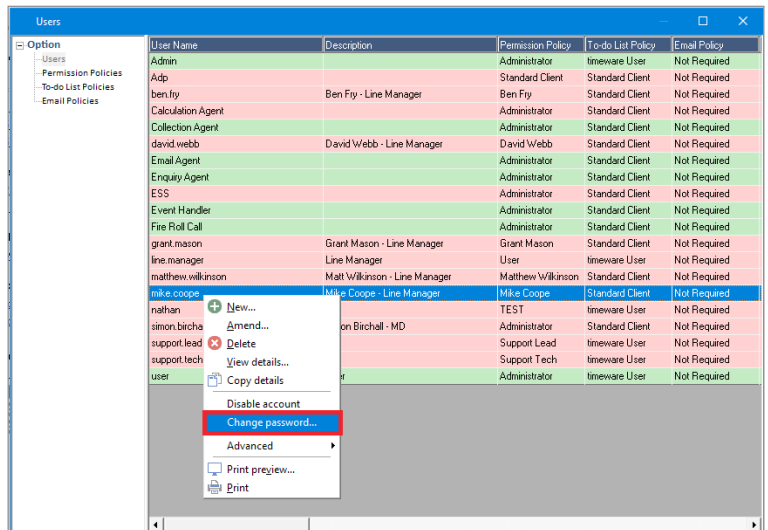 Users
Option
Users
Permission Policies
To-do List Policies
Email Policies
User Name Description Permission Policy To-do List Policy Email Policy
Admin Administrator timeware User Not Required
Adp Standard Client Standard Client Not Required
ben.fry Ben Fry - Line Manager Ben Fry Standard Client Not Required
Calculation Agent Administrator Standard Client Not Required
Collection Agent Administrator Standard Client Not Required
david.webb David Webb - Line Manager David Webb Standard Client Not Required
Email Agent Administrator Standard Client Not Required
Enquiry Agent Administrator Standard Client Not Required
ESS Administrator Standard Client Not Required
Event Handler Administrator Standard Client Not Required
Fire Roll Call Administrator Standard Client Not Required
grant.mason Grant Mason - Line Manager Grant Mason Standard Client Not Required
line.manager Line Manager User timeware User Not Required
matthew.wilkinson Matt Wilkinson - Line Manager Matthew Wilkinson Standard Client Not Required
mike.coope Mike Coope - Line Manager Mike Coope Standard Client Not Required
nathan TEST timeware User Not Required
simon.bircha on Birchall - MD Administrator Standard Client Not Required
support.lead Support Lead timeware User Not Required
support.tech Support Tech timeware User Not Required
user r Administrator timeware User Not Required
New...
Amend...
Delete
View details...
Copy details
Disable account
Change password...
Advanced
Print preview...
Print